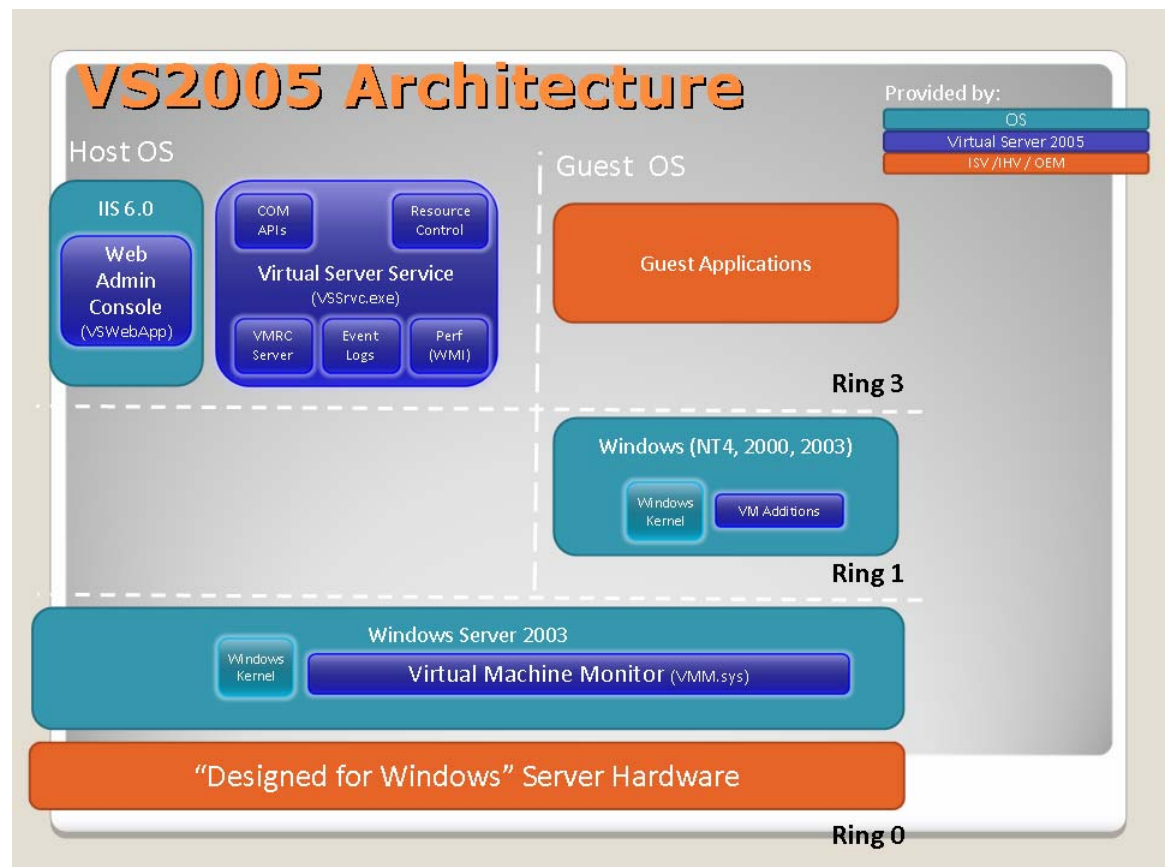 VS2005 Architecture
Provided by:
OS
Virtual Server 2005
ISV /IHV / OEM
Host OS
Guest OS
IIS 6.0
Web
Admin
Console
(VSWebApp)
COM
APIs
Resource
Control
Virtual Server Service
(VSSrvc.exe)
VMRC
Server
Event
Logs
Perf
(WMI)
Guest Applications
Ring 3
Windows (NT4, 2000, 2003)
Windows
Kernel
VM Additions
Ring 1
Windows Server 2003
Windows
Kernel
Virtual Machine Monitor (VMM.sys)
“Designed for Windows” Server Hardware
Ring 0